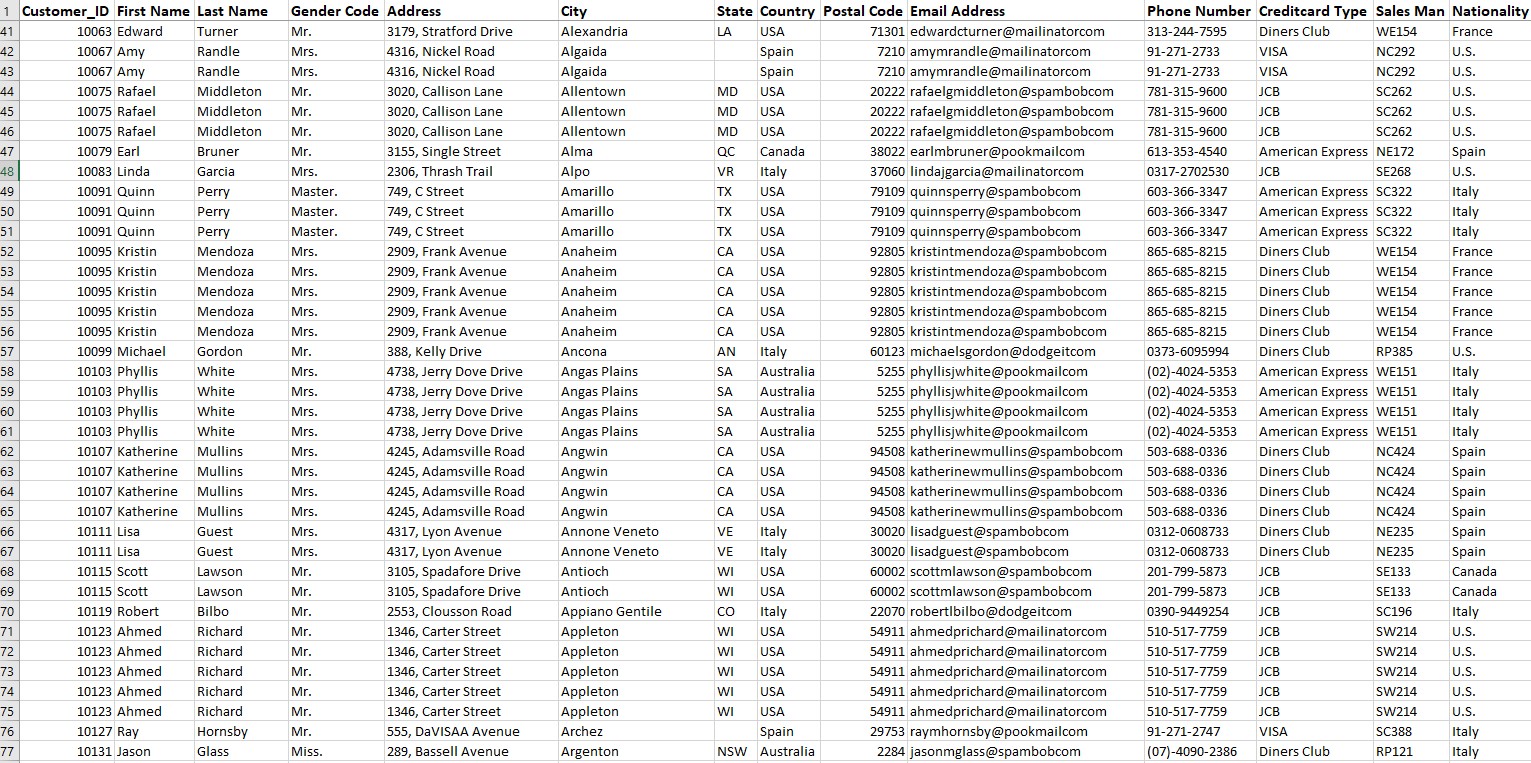 1 Customer_ID First Name Last Name Gender Code Address City State Country Postal Code Email Address Phone Number Creditcard Type Sales Man Nationality
41 10063 Edward Turner Mr. 3179, Stratford Drive Alexandria LA USA 71301 edwardcturner@mailinatorcom 313-244-7595 Diners Club WE154 France
42 10067 Amy Randle Mrs. 4316, Nickel Road Algaida Spain 7210 amymrandle@mailinatorcom 91-271-2733 VISA NC292 U.S.
43 10067 Amy Randle Mrs. 4316, Nickel Road Algaida Spain 7210 amymrandle@mailinatorcom 91-271-2733 VISA NC292 U.S.
44 10075 Rafael Middleton Mr. 3020, Callison Lane Allentown MD USA 20222 rafaelgmiddleton@spambobcom 781-315-9600 JCB SC262 U.S.
45 10075 Rafael Middleton Mr. 3020, Callison Lane Allentown MD USA 20222 rafaelgmiddleton@spambobcom 781-315-9600 JCB SC262 U.S.
46 10075 Rafael Middleton Mr. 3020, Callison Lane Allentown MD USA 20222 rafaelgmiddleton@spambobcom 781-315-9600 JCB SC262 U.S.
47 10079 Earl Bruner Mr. 3155, Single Street Alma QC Canada 38022 earlmbruner@pookmailcom 613-353-4540 American Express NE172 Spain
48 10083 Linda Garcia Mrs. 2306, Thrash Trail Alpo VR Italy 37060 lindajgarcia@mailinatorcom 0317-2702530 JCB SE268 U.S.
49 10091 Quinn Perry Master. 749, C Street Amarillo TX USA 79109 quinnsperry@spambobcom 603-366-3347 American Express SC322 Italy
50 10091 Quinn Perry Master. 749, C Street Amarillo TX USA 79109 quinnsperry@spambobcom 603-366-3347 American Express SC322 Italy
51 10091 Quinn Perry Master. 749, C Street Amarillo TX USA 79109 quinnsperry@spambobcom 603-366-3347 American Express SC322 Italy
52 10095 Kristin Mendoza Mrs. 2909, Frank Avenue Anaheim CA USA 92805 kristintmendoza@spambobcom 865-685-8215 Diners Club WE154 France
53 10095 Kristin Mendoza Mrs. 2909, Frank Avenue Anaheim CA USA 92805 kristintmendoza@spambobcom 865-685-8215 Diners Club WE154 France
54 10095 Kristin Mendoza Mrs. 2909, Frank Avenue Anaheim CA USA 92805 kristintmendoza@spambobcom 865-685-8215 Diners Club WE154 France
55 10095 Kristin Mendoza Mrs. 2909, Frank Avenue Anaheim CA USA 92805 kristintmendoza@spambobcom 865-685-8215 Diners Club WE154 France
56 10095 Kristin Mendoza Mrs. 2909, Frank Avenue Anaheim CA USA 92805 kristintmendoza@spambobcom 865-685-8215 Diners Club WE154 France
57 10099 Michael Gordon Mr. 388, Kelly Drive Ancona AN Italy 60123 michaelsgordon@dodgeitcom 0373-6095994 Diners Club RP385 U.S.
58 10103 Phyllis White Mrs. 4738, Jerry Dove Drive Angas Plains SA Australia 5255 phyllisjwhite@pookmailcom (02)-4024-5353 American Express WE151 Italy
59 10103 Phyllis White Mrs. 4738, Jerry Dove Drive Angas Plains SA Australia 5255 phyllisjwhite@pookmailcom (02)-4024-5353 American Express WE151 Italy
60 10103 Phyllis White Mrs. 4738, Jerry Dove Drive Angas Plains SA Australia 5255 phyllisjwhite@pookmailcom (02)-4024-5353 American Express WE151 Italy
61 10103 Phyllis White Mrs. 4738, Jerry Dove Drive Angas Plains SA Australia 5255 phyllisjwhite@pookmailcom (02)-4024-5353 American Express WE151 Italy
62 10107 Katherine Mullins Mrs. 4245, Adamsville Road Angwin CA USA 94508 katherinewmullins@spambobcom 503-688-0336 Diners Club NC424 Spain
63 10107 Katherine Mullins Mrs. 4245, Adamsville Road Angwin CA USA 94508 katherinewmullins@spambobcom 503-688-0336 Diners Club NC424 Spain
64 10107 Katherine Mullins Mrs. 4245, Adamsville Road Angwin CA USA 94508 katherinewmullins@spambobcom 503-688-0336 Diners Club NC424 Spain
65 10107 Katherine Mullins Mrs. 4245, Adamsville Road Angwin CA USA 94508 katherinewmullins@spambobcom 503-688-0336 Diners Club NC424 Spain
66 10111 Lisa Guest Mrs. 4317, Lyon Avenue Annone Veneto VE Italy 30020 lisadguest@spambobcom 0312-0608733 Diners Club NE235 Spain
67 10111 Lisa Guest Mrs. 4317, Lyon Avenue Annone Veneto VE Italy 30020 lisadguest@spambobcom 0312-0608733 Diners Club NE235 Spain
68 10115 Scott Lawson Mr. 3105, Spadafore Drive Antioch WI USA 60002 scottmlawson@spambobcom 201-799-5873 JCB SE133 Canada
69 10115 Scott Lawson Mr. 3105, Spadafore Drive Antioch WI USA 60002 scottmlawson@spambobcom 201-799-5873 JCB SE133 Canada
70 10119 Robert Bilbo Mr. 2553, Clousson Road Appiano Gentile CO Italy 22070 robertlbilbo@dodgeitcom 0390-9449254 JCB SC196 Italy
71 10123 Ahmed Richard Mr. 1346, Carter Street Appleton WI USA 54911 ahmedprichard@mailinatorcom 510-517-7759 JCB SW214 U.S.
72 10123 Ahmed Richard Mr. 1346, Carter Street Appleton WI USA 54911 ahmedprichard@mailinatorcom 510-517-7759 JCB SW214 U.S.
73 10123 Ahmed Richard Mr. 1346, Carter Street Appleton WI USA 54911 ahmedprichard@mailinatorcom 510-517-7759 JCB SW214 U.S.
74 10123 Ahmed Richard Mr. 1346, Carter Street Appleton WI USA 54911 ahmedprichard@mailinatorcom 510-517-7759 JCB SW214 U.S.
75 10123 Ahmed Richard Mr. 1346, Carter Street Appleton WI USA 54911 ahmedprichard@mailinatorcom 510-517-7759 JCB SW214 U.S.
76 10127 Ray Hornsby Mr. 555, DaVISAA Avenue Archez Spain 29753 raymhornsby@pookmailcom 91-271-2747 VISA SC388 Italy
77 10131 Jason Glass Miss. 289, Bassell Avenue Argenton NSW Australia 2284 jasonmglass@spambobcom (07)-4090-2386 Diners Club RP121 Italy